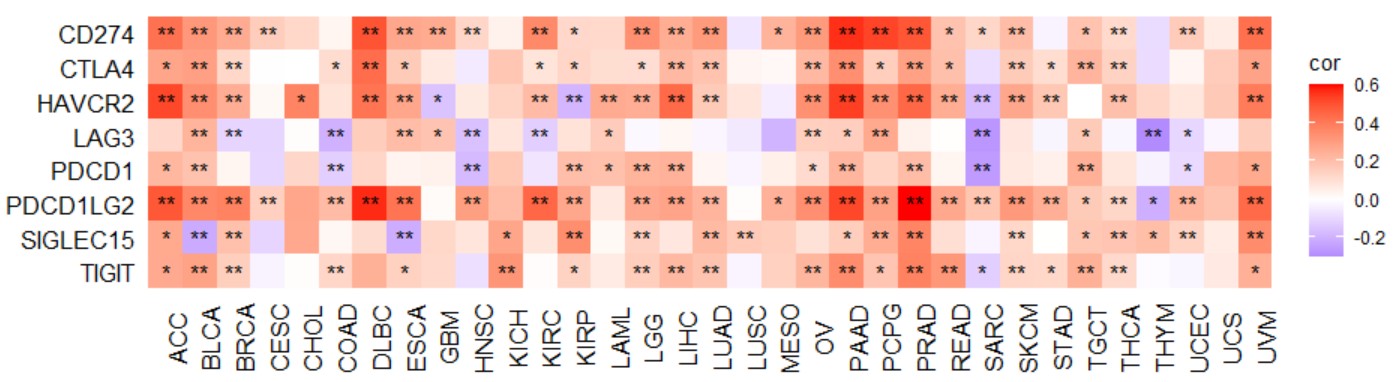 CD274 ** ** ** ** ** ** ** ** ** * ** ** ** * ** ** ** ** * * ** * ** ** **
CTLA4 * ** ** * ** * * * * ** ** ** ** * ** * ** * ** ** *
HAVCR2 ** ** ** * ** ** * ** ** ** ** ** ** ** ** ** ** ** ** ** ** ** **
LAG3 ** ** ** ** * ** ** * ** * ** ** * ** *
PDCD1 * ** ** ** ** * ** ** * ** ** ** ** * *
PDCD1LG2 ** ** ** ** ** ** ** ** ** ** ** ** ** * ** ** ** ** ** ** ** ** * ** * ** **
SIGLEC15 * ** ** ** * ** ** ** ** * ** ** ** * ** * ** **
TIGIT * ** ** ** * ** * ** ** ** ** ** * ** ** * ** * ** ** *
ACC
BLCA
BRCA
CESC
CHOL
COAD
DLBC
ESCA
GBM
HNSC
KICH
KIRC
KIRP
LAML
LGG
LIHC
LUAD
LUSC
MESO
OV
PAAD
PCPG
PRAD
READ
SARC
SKCM
STAD
TGCT
THCA
THYM
UCEC
UCS
UVM
cor
0.6
0.4
0.2
0.0
-0.2